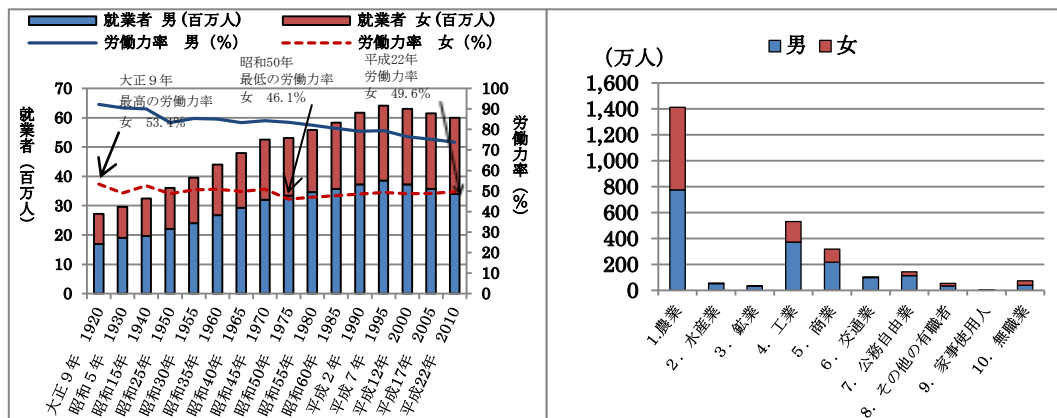 就業者 男(百万人)
就業者 女(百万人)
労働力率 男 (%)
労働力率 女 (%)
大正９年
最高の労働力率
女 53.4%
昭和50年
最低の労働力率
女 46.1%
平成22年
労働力率
女 49.6%
就業者（百万人）
70
60
50
40
30
20
10
0
労働力率（%）
100
90
80
70
60
50
40
30
20
10
0
大正９年 1920
昭和５年 1930
昭和15年 1940
昭和25年 1950
昭和30年 1955
昭和35年 1960
昭和40年 1965
昭和45年 1970
昭和50年 1975
昭和55年 1980
昭和60年 1985
平成２年 1990
平成７年 1995
平成12年 2000
平成17年 2005
平成22年 2010
(万人)
男 女
1,600
1,400
1,200
1,000
800
600
400
200
0
1.農業
2. 水産業
3. 鉱業
4. 工業
5. 商業
6. 交通業
7. 公務自由業
8. その他の有職者
9. 家事使用人
10. 無職業